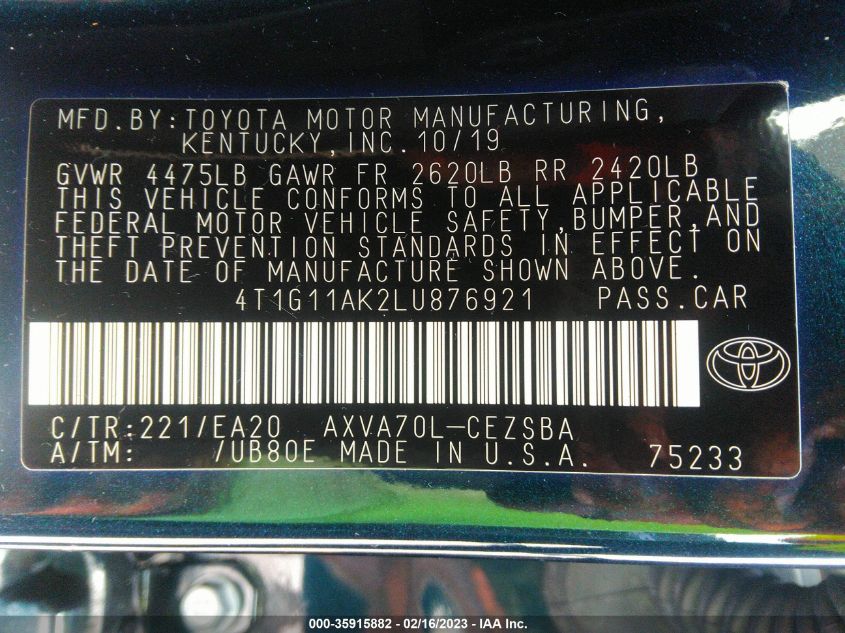 MFD.BY:TOYOTA MOTOR MANUFACTURING,
KENTUCKY,INC.10/19
GVWR 4475LB GAWR FR 2620LB RR 2420LB
THIS VEHICLE CONFORMS TO ALL APPLICABLE
FEDERAL MOTOR VEHICLE SAFETY,BUMPER,AND
THEFT PREVENTION STANDARDS IN EFFECT ON
THE DATE OF MANUFACTURE SHOWN ABOVE.
4T1G11AK2LU876921 PASS.CAR
C/TR:221/EA20 AXVA70L-CEZSBA
A/TM: /UB80E MADE IN U.S.A. 75233
000-35915882 - 02/16/2023 - IAA Inc.